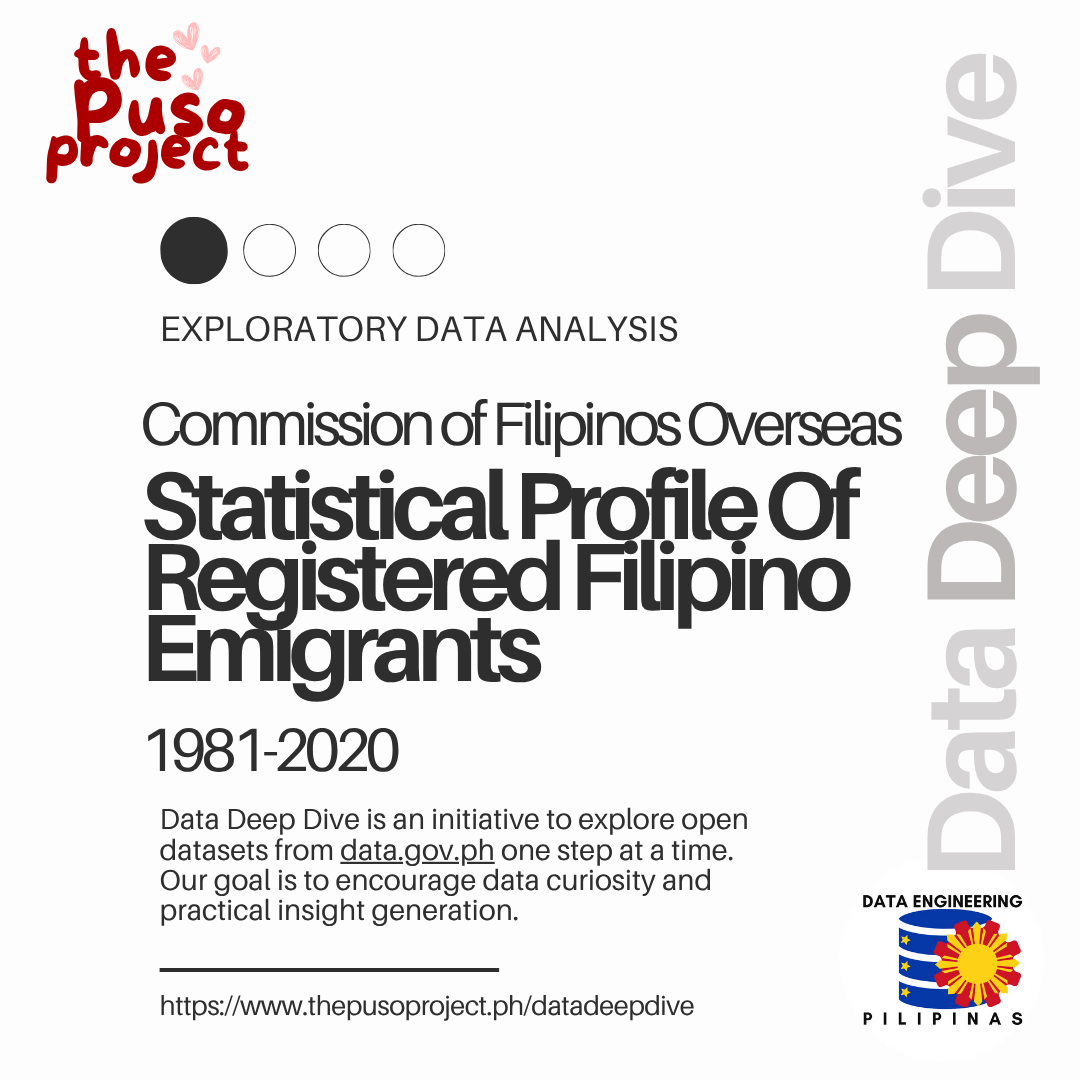 the
Puso
project
EXPLORATORY DATA ANALYSIS
Commission of Filipinos Overseas
Statistical Profile Of
Registered Filipino
Emigrants
1981-2020
Data Deep Dive is an initiative to explore open
datasets from data.gov.ph one step at a time.
Our goal is to encourage data curiosity and
practical insight generation.
https://www.thepusoproject.ph/datadeepdive
Data Deep Dive
DATA ENGINEERING
PILIPINAS